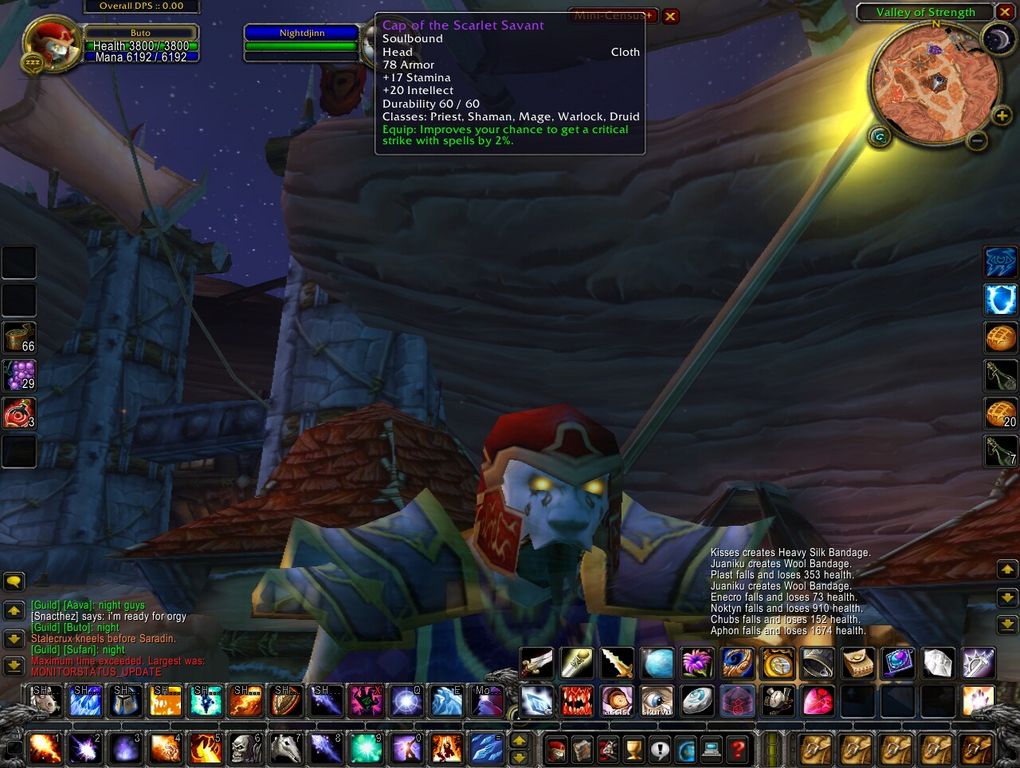 Overall DPS :: 0.00
Buto
Health 3800 / 3800
Mana 6192 / 6192
zzz
Nightdjinn
Cap of the Scarlet Savant
Soulbound
Head Cloth
78 Armor
+17 Stamina
+20 Intellect
Durability 60 / 60
Classes: Priest, Shaman, Mage, Warlock, Druid
Equip: Improves your chance to get a critical
strike with spells by 2%.
Mini-Census+
Valley of Strength
N
66
29
3
20
7
Kisses creates Heavy Silk Bandage.
Juaniku creates Wool Bandage.
Plast falls and loses 353 health.
Juaniku creates Wool Bandage.
Enecro falls and loses 73 health.
Noktyn falls and loses 910 health.
Chubs falls and loses 152 health.
Aphon falls and loses 1674 health.
[Guild] [Aäva]: night guys
[Snacthez] says: i'm ready for orgy
[Guild] [Buto]: night
Stalecrux kneels before Saradin.
[Guild] [Sufari]: night
Maximum time exceeded. Largest was:
MONITORSTATUS_UPDATE